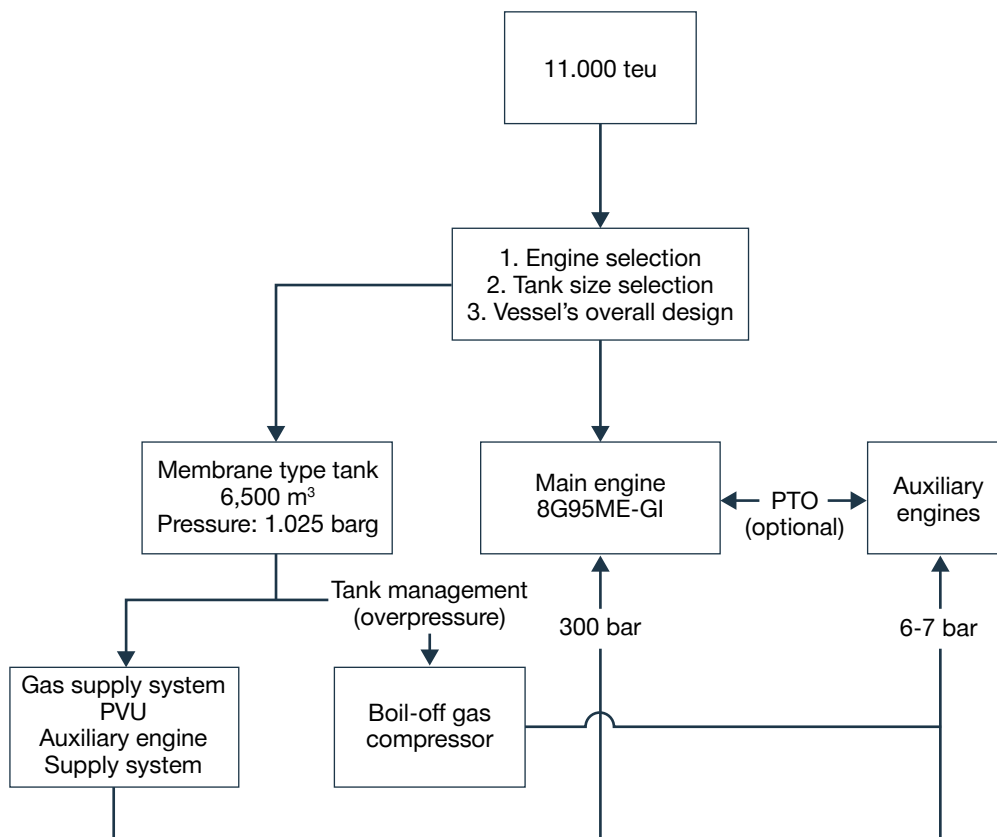 11.000 teu
1. Engine selection
2. Tank size selection
3. Vessel's overall design
Membrane type tank
6,500 m³
Pressure: 1.025 barg
Main engine
8G95ME-GI
PTO
(optional)
Auxiliary
engines
Tank management
(overpressure)
300 bar
6-7 bar
Gas supply system
PVU
Auxiliary engine
Supply system
Boil-off gas
compressor